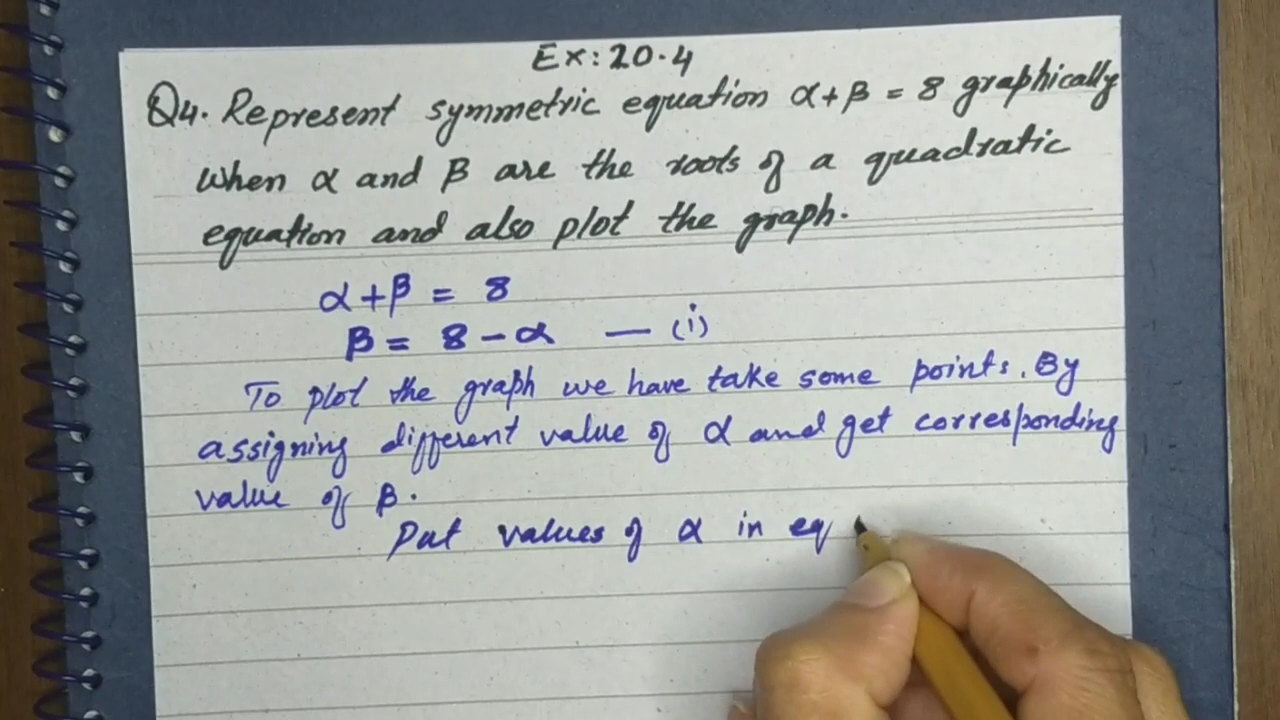 Ex: 20.4
Q4. Represent symmetric equation α+β = 8 graphically
when α and β are the roots of a quadratic
equation and also plot the graph.
α+β = 8
β = 8-α — (i)
To plot the graph we have take some points. By
assigning different value of α and get corresponding
value of β.
Put values of α in eq